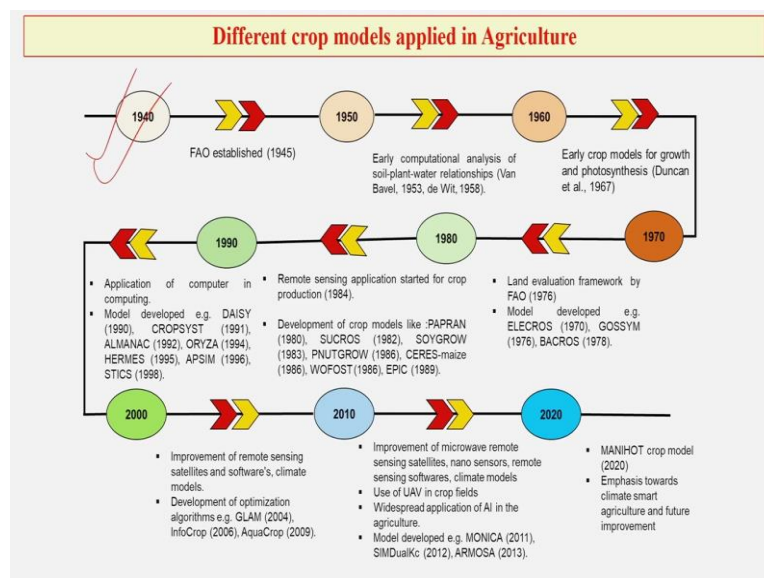 Different crop models applied in Agriculture
1940
1950
1960
FAO established (1945)
Early computational analysis of
soil-plant-water relationships (Van
Bavel, 1953, de Wit, 1958).
Early crop models for growth
and photosynthesis (Duncan
et al., 1967)
1970
▪ Land evaluation framework by
FAO (1976)
▪ Model developed e.g.
ELECROS (1970), GOSSYM
(1976), BACROS (1978).
1980
▪ Remote sensing application started for crop
production (1984).
▪ Development of crop models like :PAPRAN
(1980), SUCROS (1982), SOYGROW
(1983), PNUTGROW (1986), CERES-maize
(1986), WOFOST(1986), EPIC (1989).
1990
▪ Application of computer in
computing.
▪ Model developed e.g. DAISY
(1990), CROPSYST (1991),
ALMANAC (1992), ORYZA (1994),
HERMES (1995), APSIM (1996),
STICS (1998).
2000
2010
2020
▪ Improvement of remote sensing
satellites and software's, climate
models.
▪ Development of optimization
algorithms e.g. GLAM (2004),
InfoCrop (2006), AquaCrop (2009).
▪ Improvement of microwave remote
sensing satellites, nano sensors, remote
sensing softwares, climate models
▪ Use of UAV in crop fields
▪ Widespread application of AI in the
agriculture.
▪ Model developed e.g. MONICA (2011),
SIMDualKc (2012), ARMOSA (2013).
▪ MANIHOT crop model
(2020)
▪ Emphasis towards
climate smart
agriculture and future
improvement